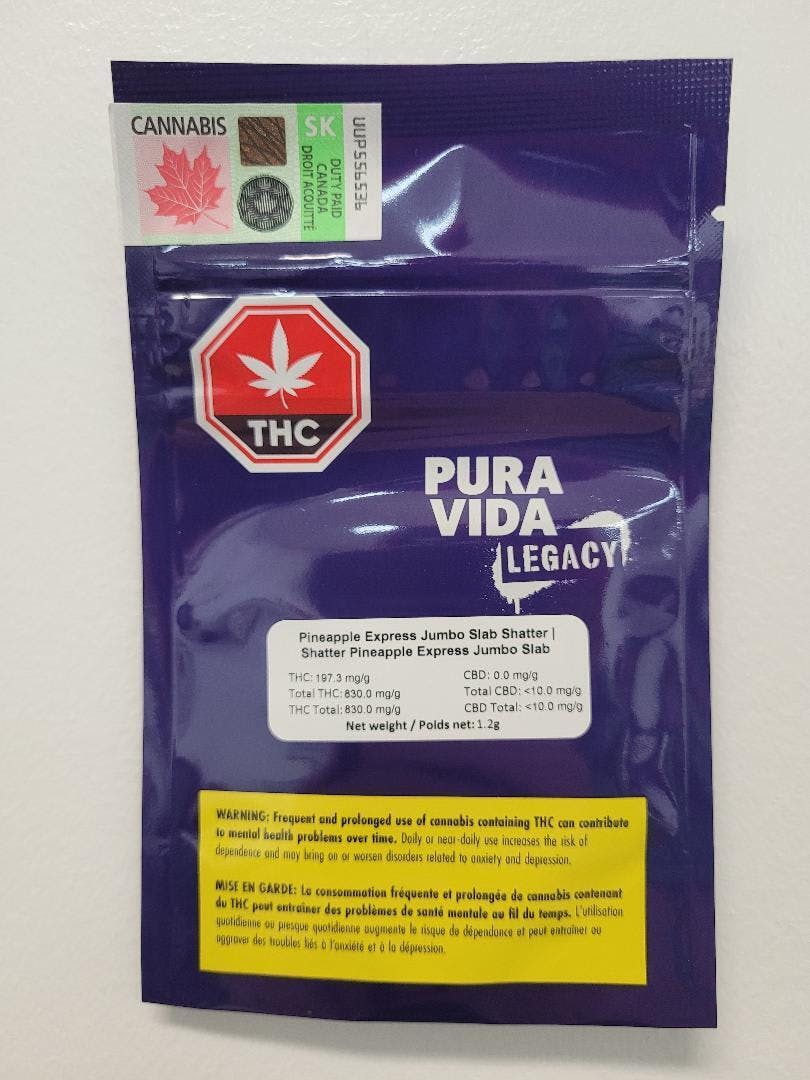 CANNABIS
SK
DUTY PAID
CANADA
DROIT ACQUITTÉ
UUP556536
THC
PURA
VIDA
LEGACY
Pineapple Express Jumbo Slab Shatter |
Shatter Pineapple Express Jumbo Slab
THC: 197.3 mg/g CBD: 0.0 mg/g
Total THC: 830.0 mg/g Total CBD: <10.0 mg/g
THC Total: 830.0 mg/g CBD Total: <10.0 mg/g
Net weight / Poids net: 1.2g
WARNING: Frequent and prolonged use of cannabis containing THC can contribute
to mental health problems over time. Daily or near-daily use increases the risk of
dependence and may bring on or worsen disorders related to anxiety and depression.
MISE EN GARDE: La consommation fréquente et prolongée de cannabis contenant
du THC peut entraîner des problèmes de santé mentale au fil du temps. L'utilisation
quotidienne ou presque quotidienne augmente le risque de dépendance et peut entraîner ou
aggraver des troubles liés à l'anxiété et à la dépression.